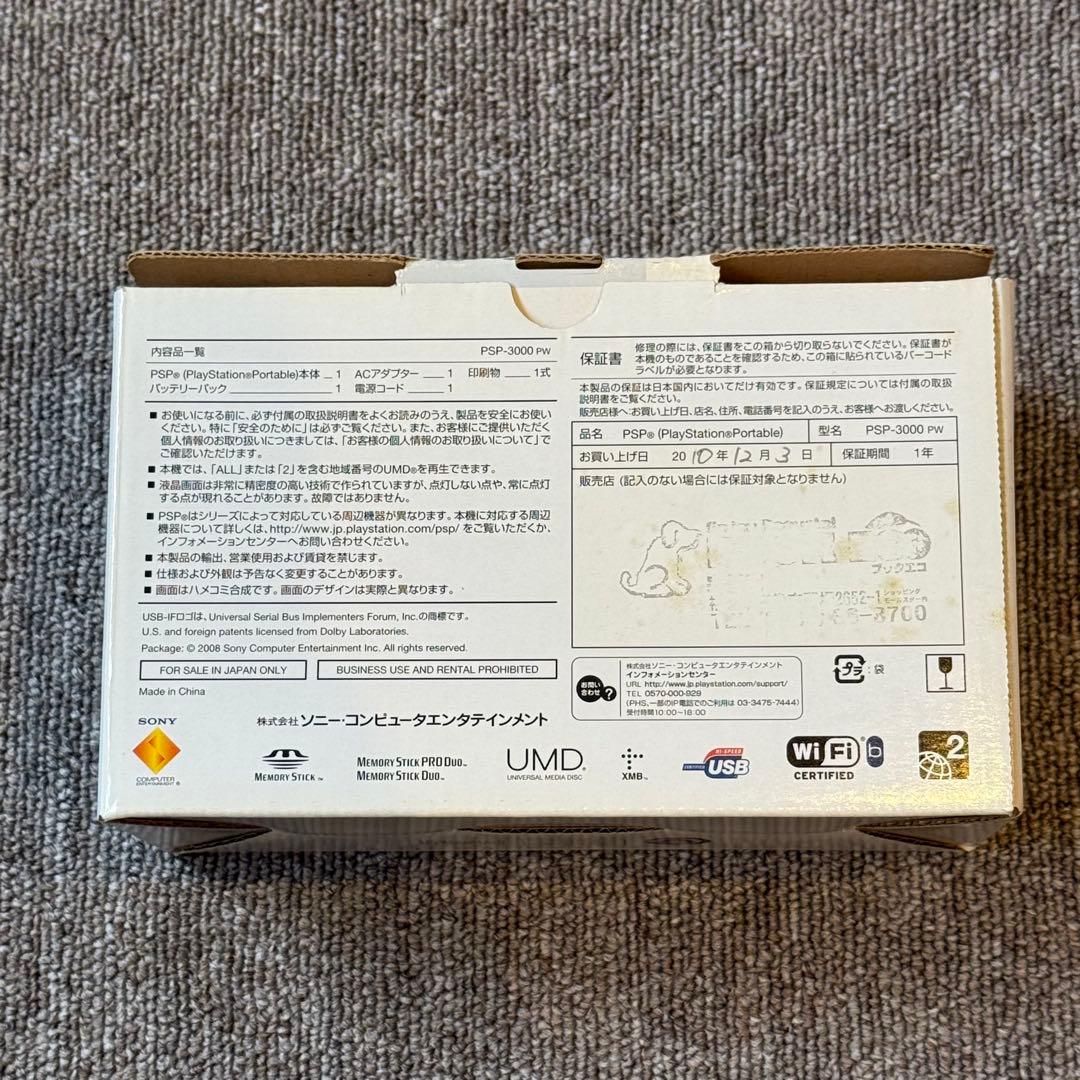 内容品一覧 PSP-3000 PW
PSP®(PlayStation®Portable)本体 1 ACアダプター 1 印刷物 1式
バッテリーパック 1 電源コード 1
■ お使いになる前に、必ず付属の取扱説明書をよくお読みのうえ、製品を安全にお使い
ください。特に「安全のために」は必ずご覧ください。また、お客様にご提供いただく
個人情報のお取り扱いにつきましては、「お客様の個人情報のお取り扱いについて」で
ご確認いただけます。
■ 本機では、「ALL」または「2」を含む地域番号のUMD®を再生できます。
■ 液晶画面は非常に精密度の高い技術で作られていますが、点灯しない点や、常に点灯
する点が現れることがあります。故障ではありません。
■ PSP®はシリーズによって対応している周辺機器が異なります。本機に対応する周辺
機器について詳しくは、http://www.jp.playstation.com/psp/ をご覧いただくか、
インフォメーションセンターへお問い合わせください。
■ 本製品の輸出、営業使用および賃貸を禁じます。
■ 仕様および外観は予告なく変更することがあります。
■ 画面はハメコミ合成です。画面のデザインは実際と異なります。
USB-IFロゴは、Universal Serial Bus Implementers Forum, Inc.の商標です。
U.S. and foreign patents licensed from Dolby Laboratories.
Package: © 2008 Sony Computer Entertainment Inc. All rights reserved.
FOR SALE IN JAPAN ONLY
BUSINESS USE AND RENTAL PROHIBITED
Made in China
保証書
修理の際には、保証書をこの箱から切り取らないでください。保証書が
本機のものであることを確認するため、この箱に貼られているバーコード
ラベルが必要となります。
本製品の保証は日本国内においてだけ有効です。保証規定については付属の取扱
説明書をご覧ください。
販売店様へ:お買い上げ日、店名、住所、電話番号を記入のうえ、お客様へお渡しください。
品名 PSP®(PlayStation®Portable) 型名 PSP-3000 PW
お買い上げ日 2010年12月3日 保証期間 1年
販売店(記入のない場合には保証対象となりません)
ブックエコ
2652-1
ショッピング
-3700
お問い合わせ?
株式会社ソニー・コンピュータエンタテインメント
インフォメーションセンター
URL http://www.jp.playstation.com/support/
TEL 0570-000-929
(PHS、一部のIP電話でのご利用は 03-3475-7444)
受付時間10:00~18:00
プラ :袋
SONY
COMPUTER
ENTERTAINMENT ®
株式会社 ソニー・コンピュータエンタテインメント
MEMORY STICK™
MEMORY STICK PRO DUO™
MEMORY STICK DUO™
UMD®
UNIVERSAL MEDIA DISC
XMB™
HI-SPEED
CERTIFIED USB
Wi Fi b
CERTIFIED
2